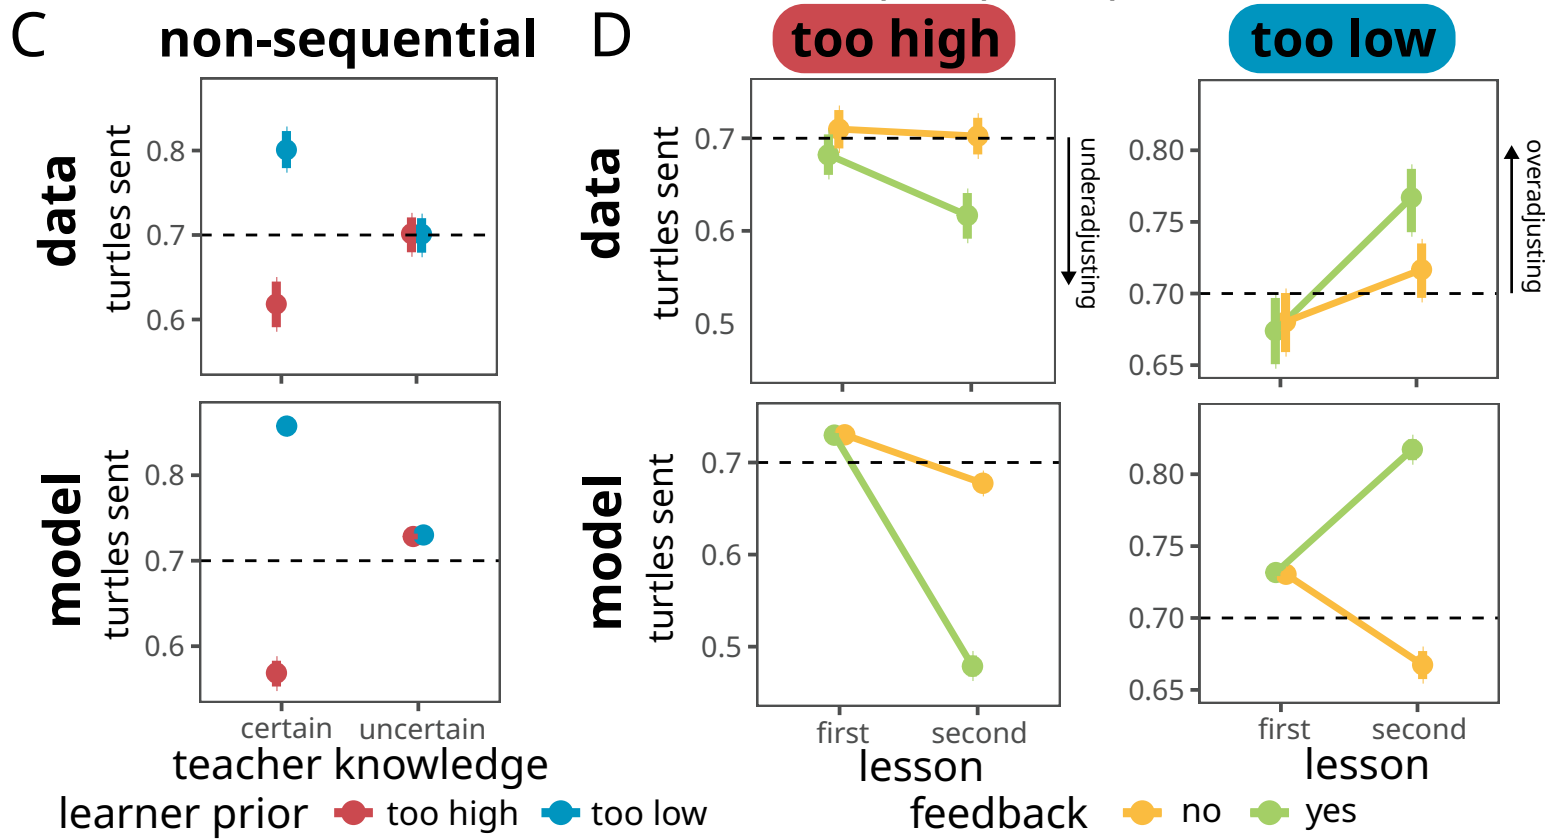 C
non-sequential
D
too high
too low
data
turtles sent
0.8
0.7
0.6
data
turtles sent
0.7
0.6
0.5
underadjusting
0.80
0.75
0.70
0.65
overadjusting
model
turtles sent
0.8
0.7
0.6
certain uncertain
teacher knowledge
model
turtles sent
0.7
0.6
0.5
first second
lesson
0.80
0.75
0.70
0.65
first second
lesson
learner prior too high too low
feedback no yes